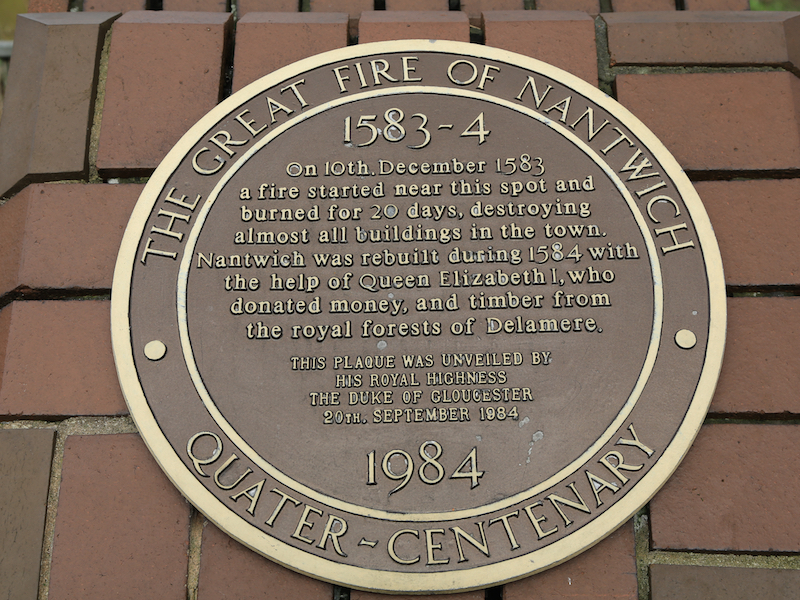 THE GREAT FIRE OF NANTWICH
1583-4
On 10th. December 1583
a fire started near this spot and
burned for 20 days, destroying
almost all buildings in the town.
Nantwich was rebuilt during 1584 with
the help of Queen Elizabeth I, who
donated money, and timber from
the royal forests of Delamere.
THIS PLAQUE WAS UNVEILED BY
HIS ROYAL HIGHNESS
THE DUKE OF GLOUCESTER
20TH. SEPTEMBER 1984
1984
QUATER-CENTENARY